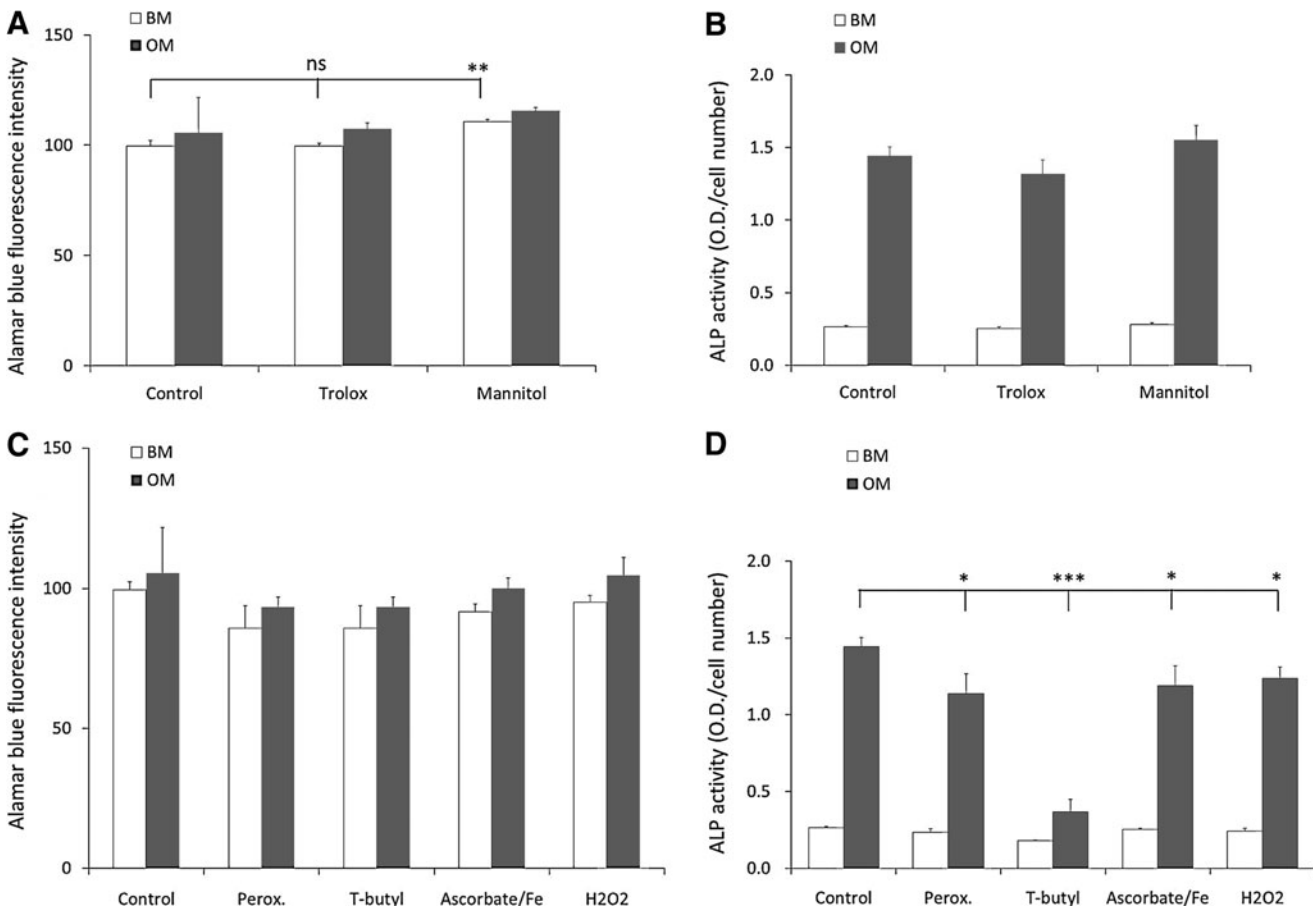 A
BM
OM
Alamar blue fluorescence intensity
150
100
50
0
ns
**
Control Trolox Mannitol
B
BM
OM
ALP activity (O.D./cell number)
2.0
1.5
1.0
0.5
0.0
Control Trolox Mannitol
C
BM
OM
Alamar blue fluorescence intensity
150
100
50
0
Control Perox. T-butyl Ascorbate/Fe H2O2
D
BM
OM
ALP activity (O.D./cell number)
2.0
1.5
1.0
0.5
0.0
* *** * *
Control Perox. T-butyl Ascorbate/Fe H2O2